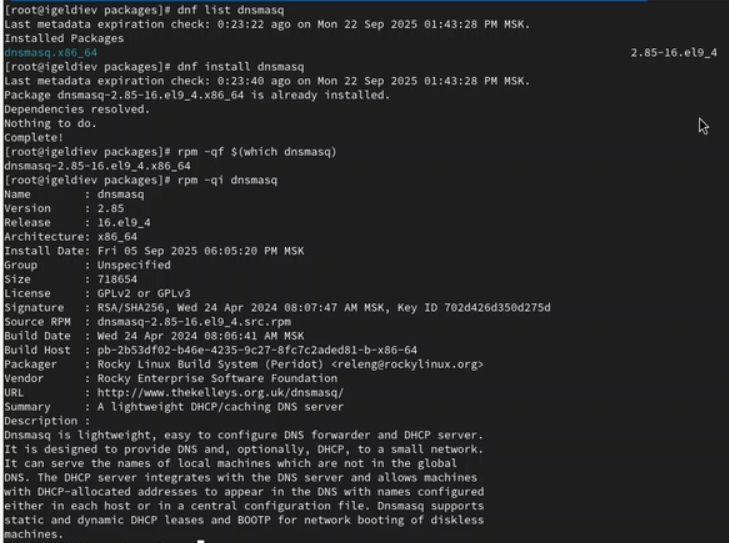 [root@igeldiev packages]# dnf list dnsmasq
Last metadata expiration check: 0:23:22 ago on Mon 22 Sep 2025 01:43:28 PM MSK.
Installed Packages
dnsmasq.x86_64 2.85-16.el9_4
[root@igeldiev packages]# dnf install dnsmasq
Last metadata expiration check: 0:23:40 ago on Mon 22 Sep 2025 01:43:28 PM MSK.
Package dnsmasq-2.85-16.el9_4.x86_64 is already installed.
Dependencies resolved.
Nothing to do.
Complete!
[root@igeldiev packages]# rpm -qf $(which dnsmasq)
dnsmasq-2.85-16.el9_4.x86_64
[root@igeldiev packages]# rpm -qi dnsmasq
Name        : dnsmasq
Version     : 2.85
Release     : 16.el9_4
Architecture: x86_64
Install Date: Fri 05 Sep 2025 06:05:20 PM MSK
Group       : Unspecified
Size        : 718654
License     : GPLv2 or GPLv3
Signature   : RSA/SHA256, Wed 24 Apr 2024 08:07:47 AM MSK, Key ID 702d426d350d275d
Source RPM  : dnsmasq-2.85-16.el9_4.src.rpm
Build Date  : Wed 24 Apr 2024 08:06:41 AM MSK
Build Host  : pb-2b53df02-b46e-4235-9c27-8fc7c2aded81-b-x86-64
Packager    : Rocky Linux Build System (Peridot) <releng@rockylinux.org>
Vendor      : Rocky Enterprise Software Foundation
URL         : http://www.thekelleys.org.uk/dnsmasq/
Summary     : A lightweight DHCP/caching DNS server
Description :
Dnsmasq is lightweight, easy to configure DNS forwarder and DHCP server.
It is designed to provide DNS and, optionally, DHCP, to a small network.
It can serve the names of local machines which are not in the global
DNS. The DHCP server integrates with the DNS server and allows machines
with DHCP-allocated addresses to appear in the DNS with names configured
either in each host or in a central configuration file. Dnsmasq supports
static and dynamic DHCP leases and BOOTP for network booting of diskless
machines.